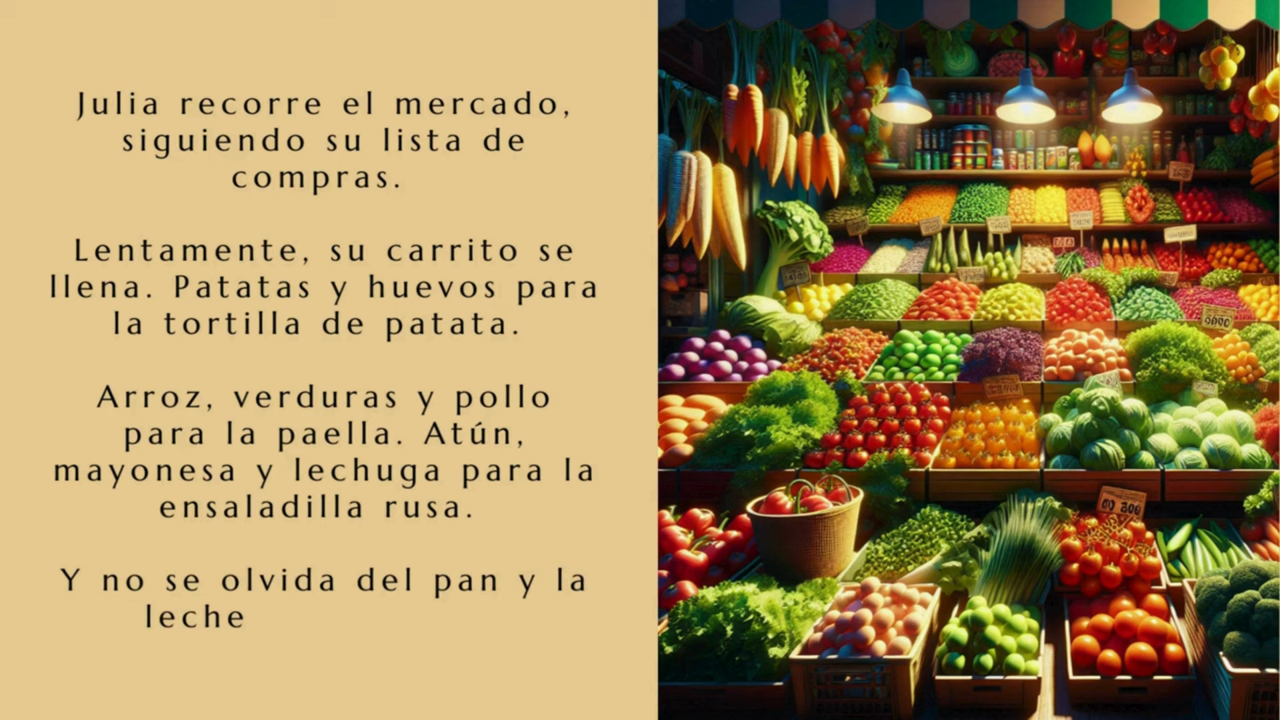 Julia recorre el mercado,
siguiendo su lista de
compras.
Lentamente, su carrito se
llena. Patatas y huevos para
la tortilla de patata.
Arroz, verduras y pollo
para la paella. Atún,
mayonesa y lechuga para la
ensaladilla rusa.
Y no se olvida del pan y la
leche